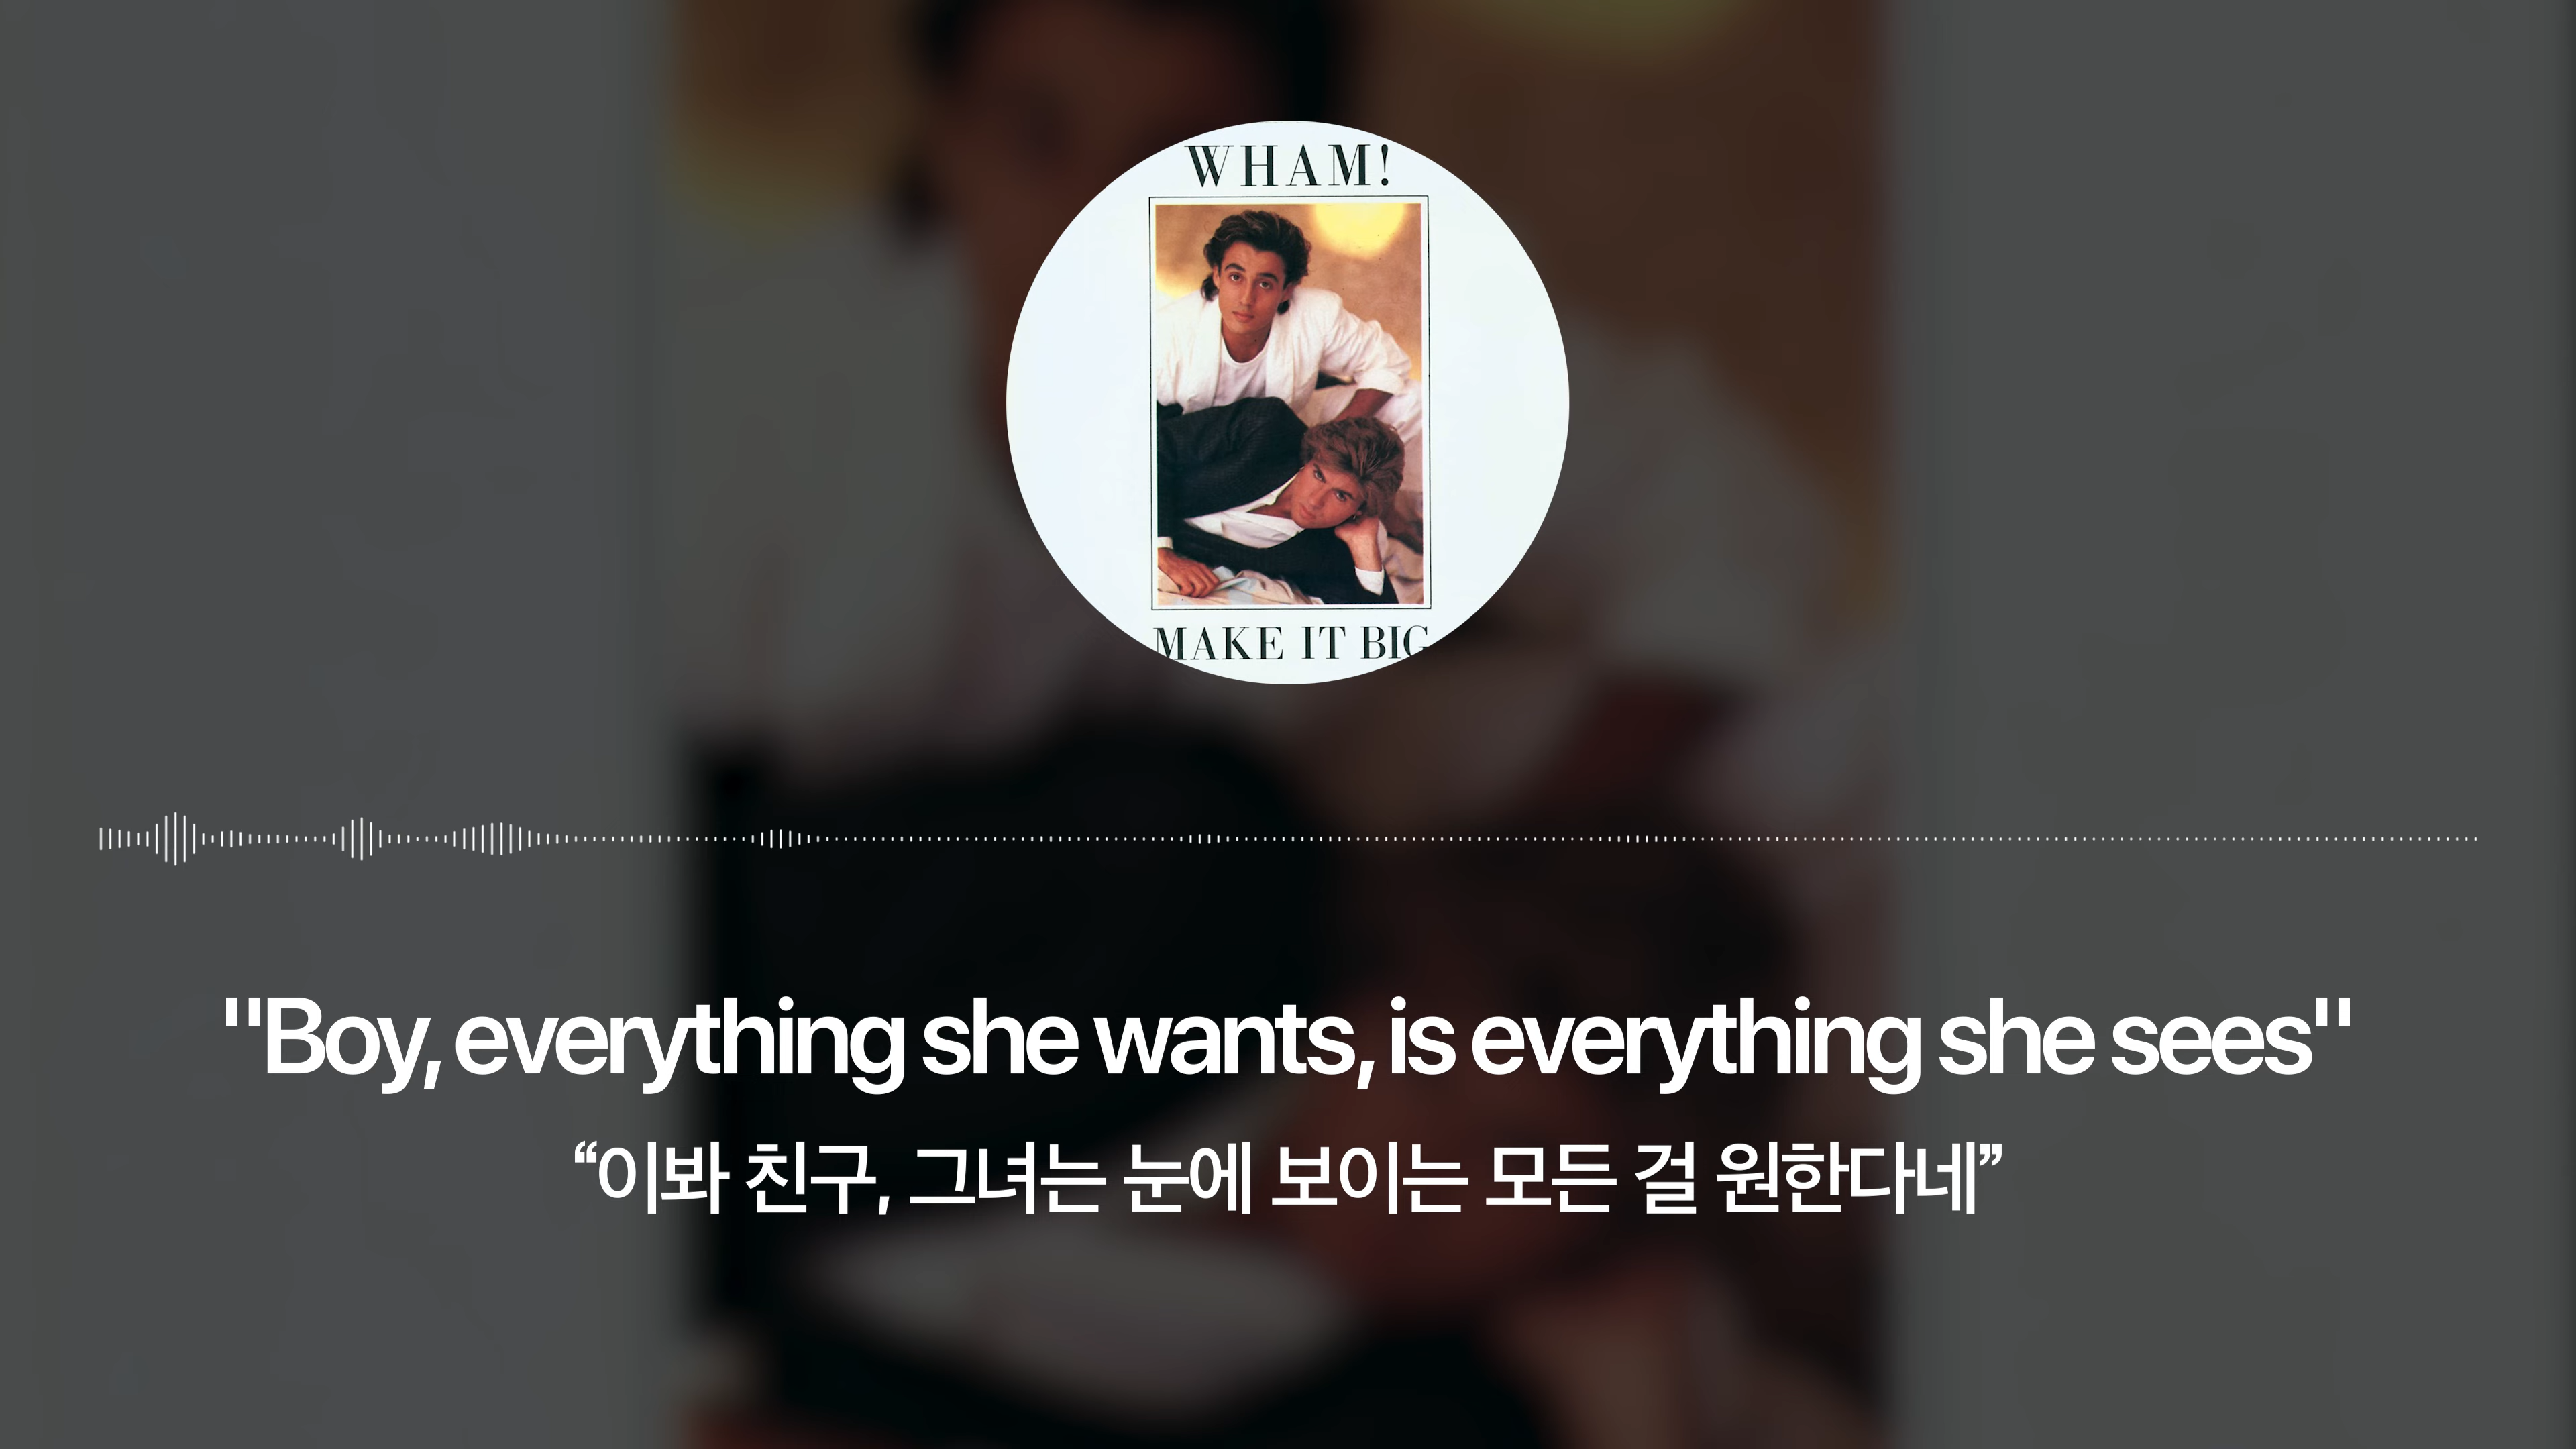 WHAM!
MAKE IT BIG
"Boy, everything she wants, is everything she sees"
“이봐 친구, 그녀는 눈에 보이는 모든 걸 원한다네”